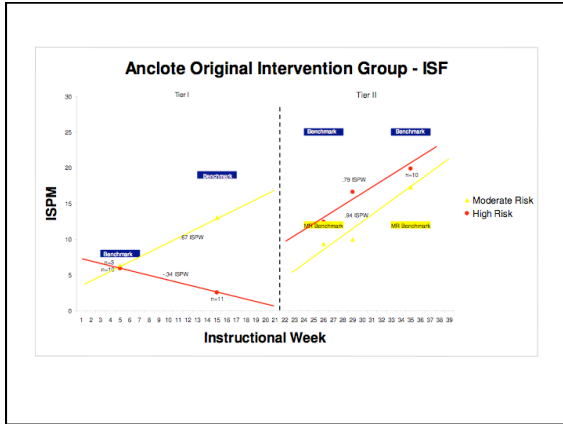 Anclote Original Intervention Group - ISF
Tier I
Tier II
30
25
20
15
10
5
0
ISPM
Benchmark
Benchmark
Benchmark
Benchmark
MR Benchmark
MR Benchmark
.67 ISPW
-.34 ISPW
.79 ISPW
.94 ISPW
n=5
n=10
n=11
n=10
Moderate Risk
High Risk
1 2 3 4 5 6 7 8 9 10 11 12 13 14 15 16 17 18 19 20 21 22 23 24 25 26 27 28 29 30 31 32 33 34 35 36 37 38 39
Instructional Week